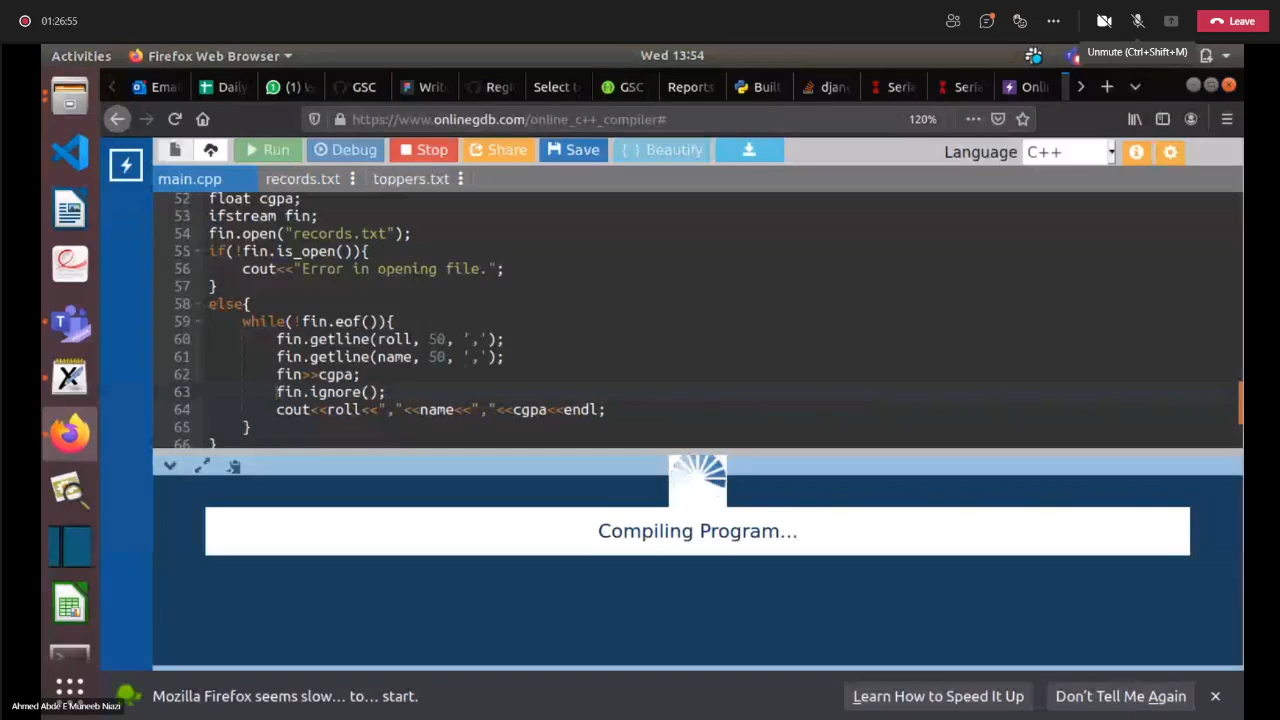 01:26:55
Leave
Activities
Firefox Web Browser
Wed 13:54
Unmute (Ctrl+Shift+M)
Ema
Daily
(1)
GSC
Write
Regi
Select
GSC
Reports
Built
djan
Seria
Seria
Onli
https://www.onlinegdb.com/online_c++_compiler#
120%
Run
Debug
Stop
Share
Save
{ } Beautify
Language
C++
main.cpp
records.txt
toppers.txt
52 float cgpa;
53 ifstream fin;
54 fin.open("records.txt");
55 if(!fin.is_open()){
56 cout<<"Error in opening file.";
57 }
58 else{
59 while(!fin.eof()){
60 fin.getline(roll, 50, ',');
61 fin.getline(name, 50, ',');
62 fin>>cgpa;
63 fin.ignore();
64 cout<<roll<<","<<name<<","<<cgpa<<endl;
65 }
66 }
Compiling Program...
Mozilla Firefox seems slow... to... start.
Learn How to Speed It Up
Don't Tell Me Again
Ahmed Abde E Muneeb Niazi